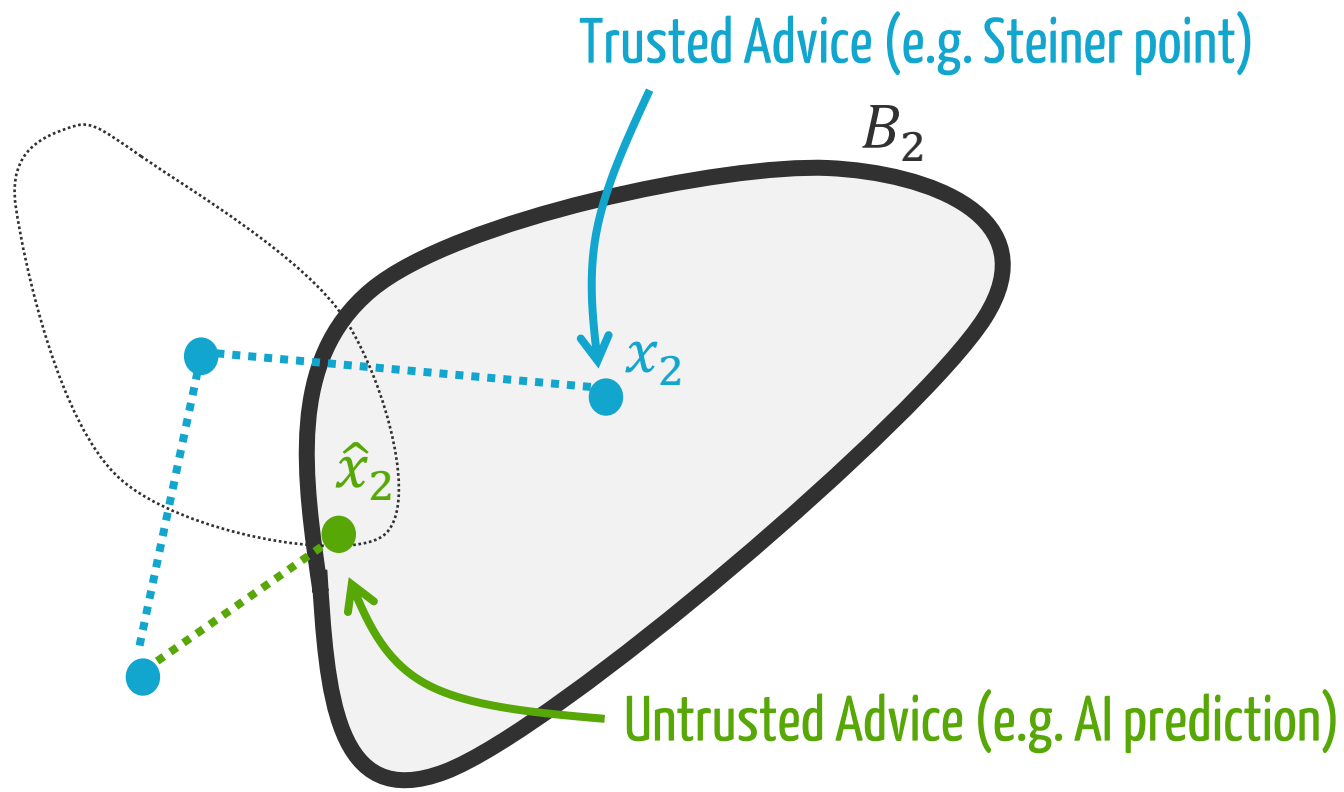 Trusted Advice (e.g. Steiner point)
B₂
x₂
x̂₂
Untrusted Advice (e.g. AI prediction)